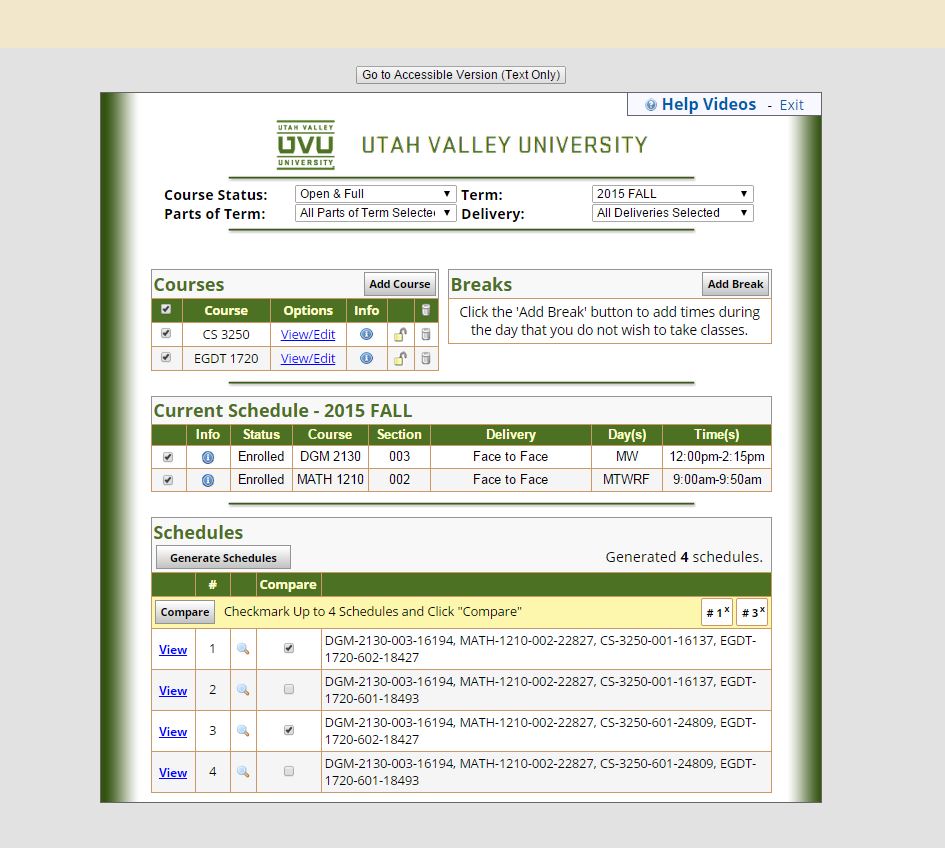 Go to Accessible Version (Text Only)
Help Videos - Exit
UTAH VALLEY
UVU
UNIVERSITY
UTAH VALLEY UNIVERSITY
Course Status: Open & Full Term: 2015 FALL
Parts of Term: All Parts of Term Selected Delivery: All Deliveries Selected
Courses Add Course
Course Options Info
CS 3250 View/Edit
EGDT 1720 View/Edit
Breaks Add Break
Click the 'Add Break' button to add times during
the day that you do not wish to take classes.
Current Schedule - 2015 FALL
Info Status Course Section Delivery Day(s) Time(s)
Enrolled DGM 2130 003 Face to Face MW 12:00pm-2:15pm
Enrolled MATH 1210 002 Face to Face MTWRF 9:00am-9:50am
Schedules
Generate Schedules Generated 4 schedules.
# Compare
Compare Checkmark Up to 4 Schedules and Click "Compare" # 1 x # 3 x
View 1 DGM-2130-003-16194, MATH-1210-002-22827, CS-3250-001-16137, EGDT-
1720-602-18427
View 2 DGM-2130-003-16194, MATH-1210-002-22827, CS-3250-001-16137, EGDT-
1720-601-18493
View 3 DGM-2130-003-16194, MATH-1210-002-22827, CS-3250-601-24809, EGDT-
1720-602-18427
View 4 DGM-2130-003-16194, MATH-1210-002-22827, CS-3250-601-24809, EGDT-
1720-601-18493